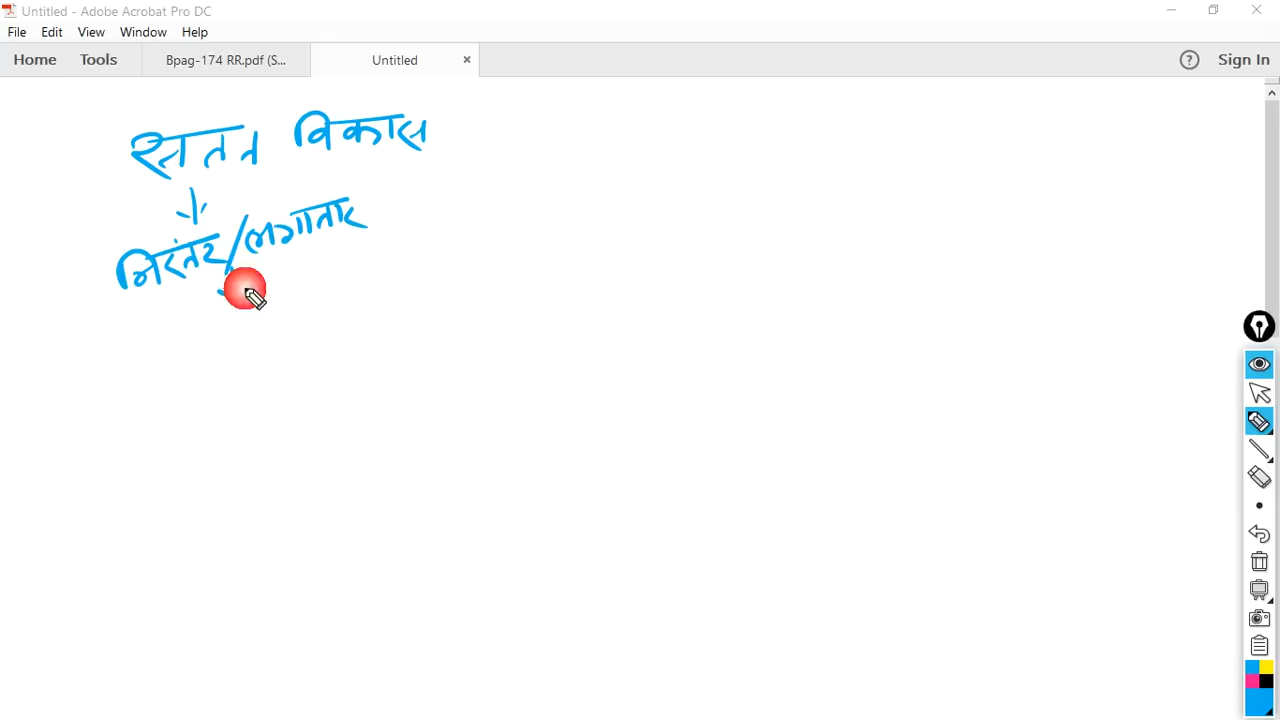 Untitled - Adobe Acrobat Pro DC
File Edit View Window Help
Home Tools Bpag-174 RR.pdf (S... Untitled × ? Sign In
सतत विकास
निरंतर/लगातार